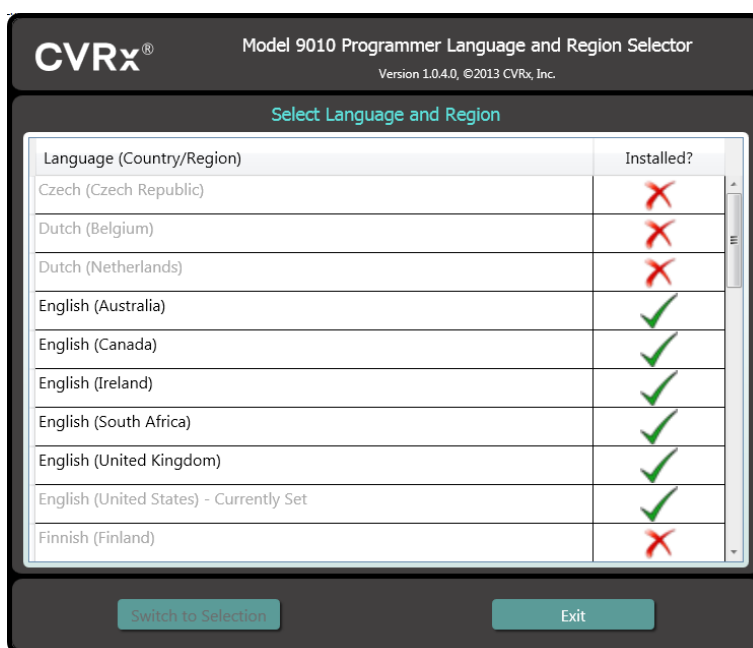 CVRx®
Model 9010 Programmer Language and Region Selector
Version 1.0.4.0, ©2013 CVRx, Inc.
Select Language and Region
Language (Country/Region) Installed?
Czech (Czech Republic)
Dutch (Belgium)
Dutch (Netherlands)
English (Australia)
English (Canada)
English (Ireland)
English (South Africa)
English (United Kingdom)
English (United States) - Currently Set
Finnish (Finland)
Switch to Selection Exit